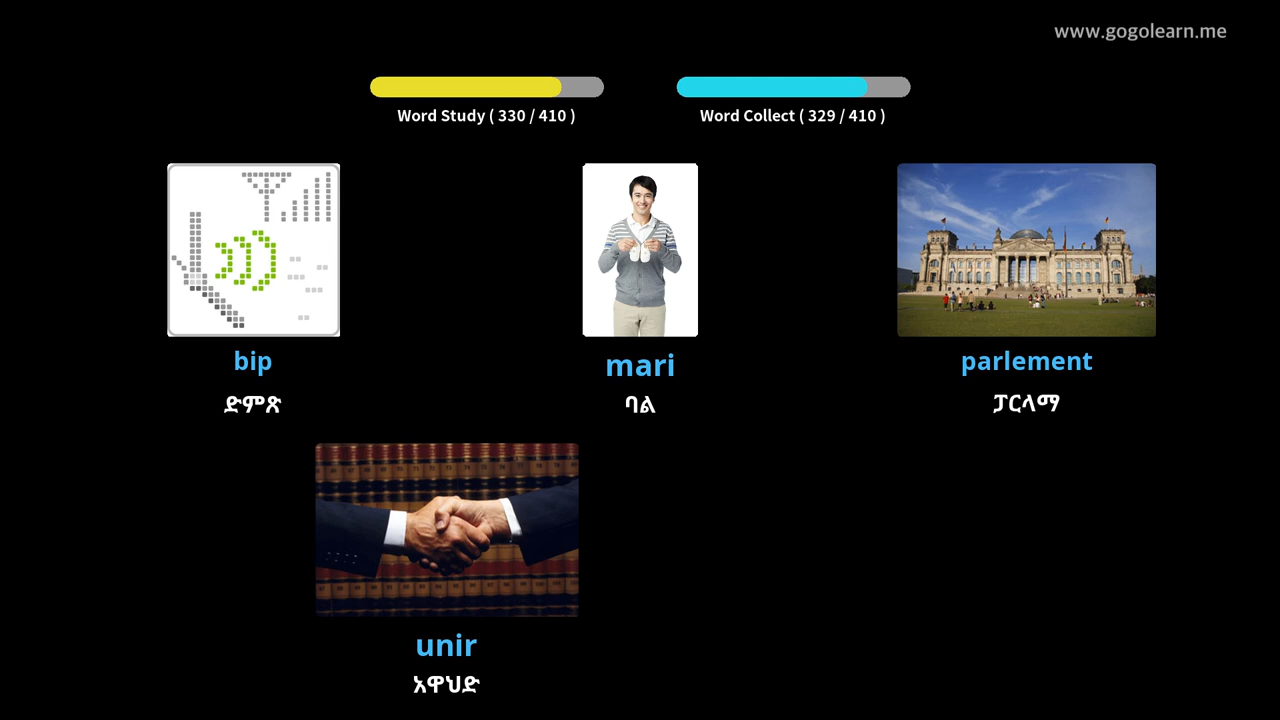 www.gogolearn.me
Word Study ( 330 / 410 )
Word Collect ( 329 / 410 )
bip
mari
parlement
ድምጽ
ባል
ፓርላማ
unir
አዋህድ